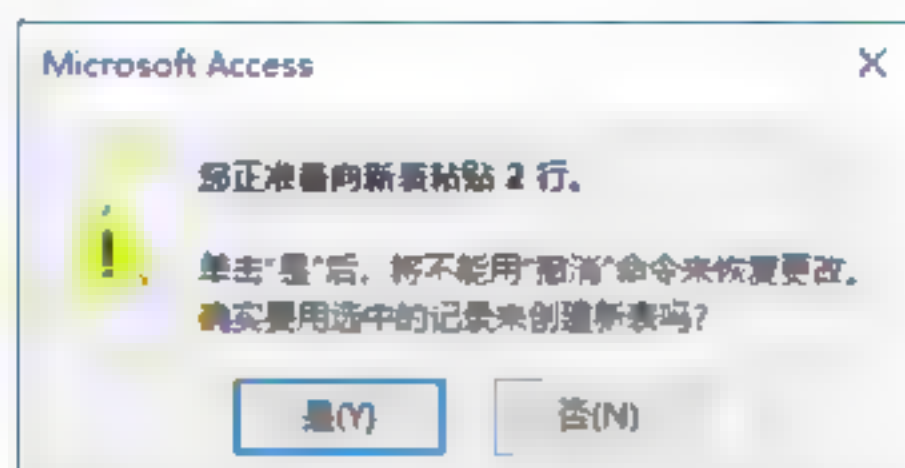 Microsoft Access
您正准备向新表粘贴 2 行。
单击"是"后，将不能用"撤消"命令来恢复更改。
确实要用选中的记录来创建新表吗?
是(Y)
否(N)